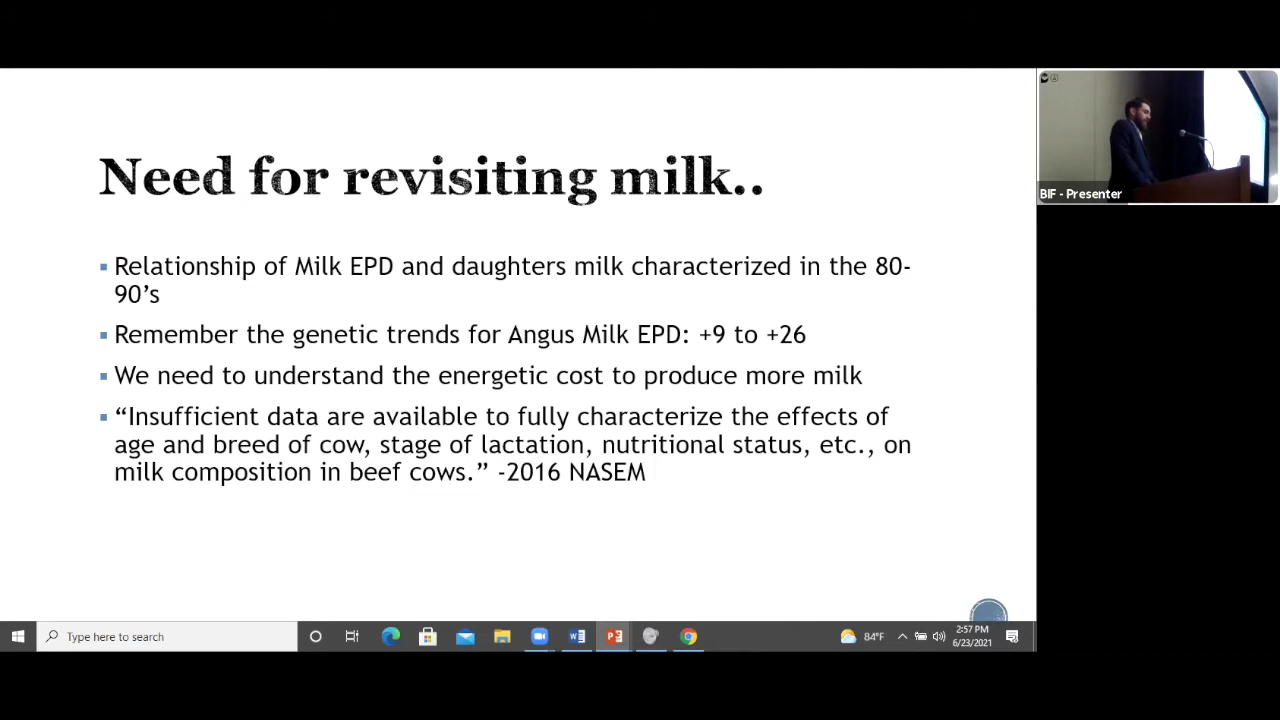 Need for revisiting milk..
▪ Relationship of Milk EPD and daughters milk characterized in the 80-
90’s
▪ Remember the genetic trends for Angus Milk EPD: +9 to +26
▪ We need to understand the energetic cost to produce more milk
▪ “Insufficient data are available to fully characterize the effects of
age and breed of cow, stage of lactation, nutritional status, etc., on
milk composition in beef cows.” -2016 NASEM
BIF - Presenter
Type here to search
84°F
2:57 PM
6/23/2021